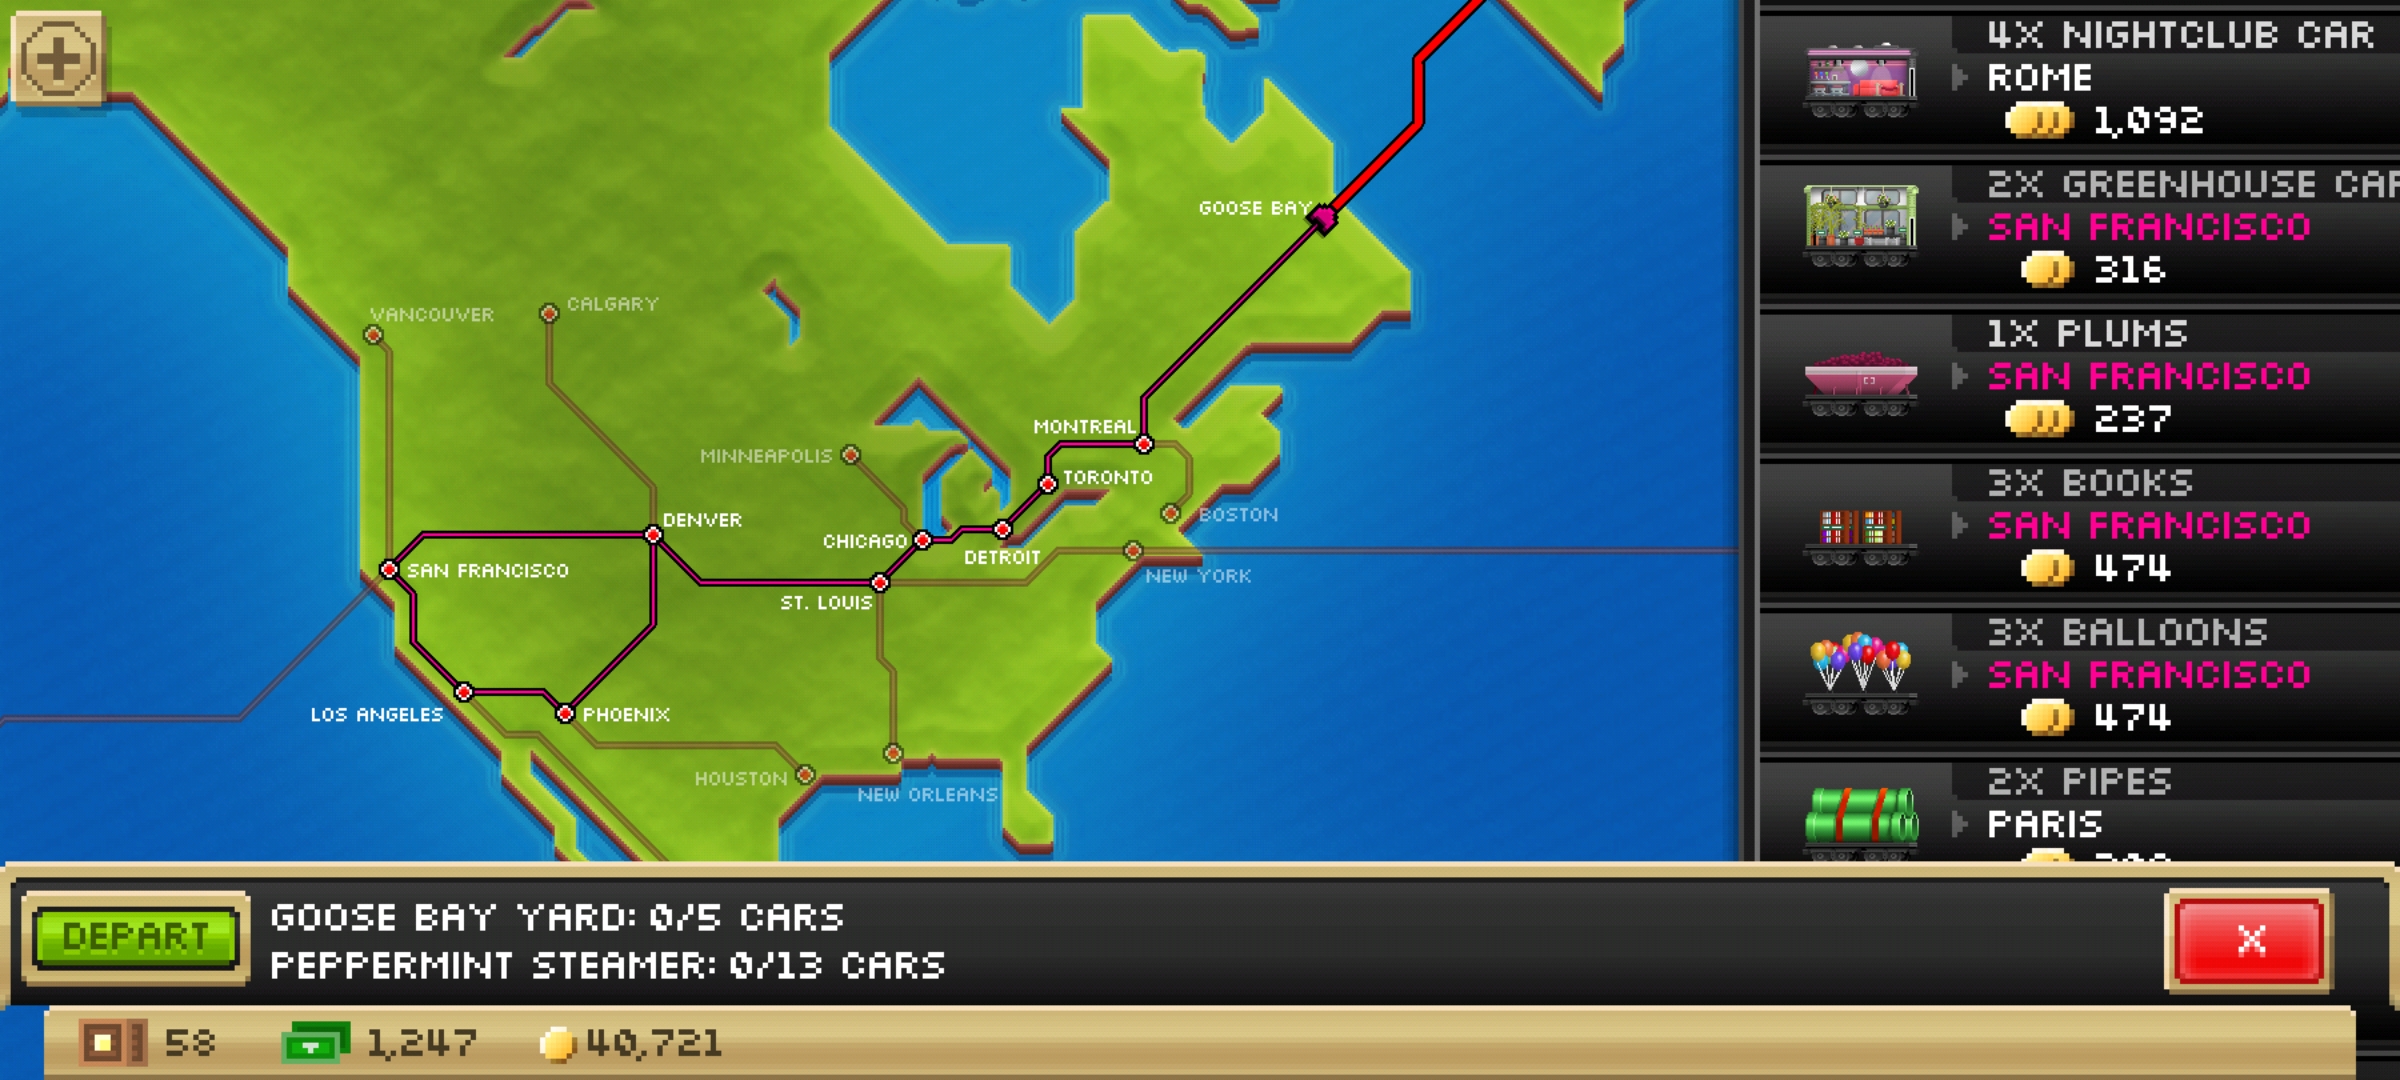 4X NIGHTCLUB CAR
ROME
1,092
2X GREENHOUSE CAR
SAN FRANCISCO
316
1X PLUMS
SAN FRANCISCO
237
3X BOOKS
SAN FRANCISCO
474
3X BALLOONS
SAN FRANCISCO
474
2X PIPES
PARIS
GOOSE BAY
VANCOUVER
CALGARY
MONTREAL
MINNEAPOLIS
TORONTO
BOSTON
DENVER
CHICAGO
DETROIT
SAN FRANCISCO
NEW YORK
ST. LOUIS
LOS ANGELES
PHOENIX
HOUSTON
NEW ORLEANS
DEPART
GOOSE BAY YARD: 0/5 CARS
PEPPERMINT STEAMER: 0/13 CARS
X
58
1,247
40,721